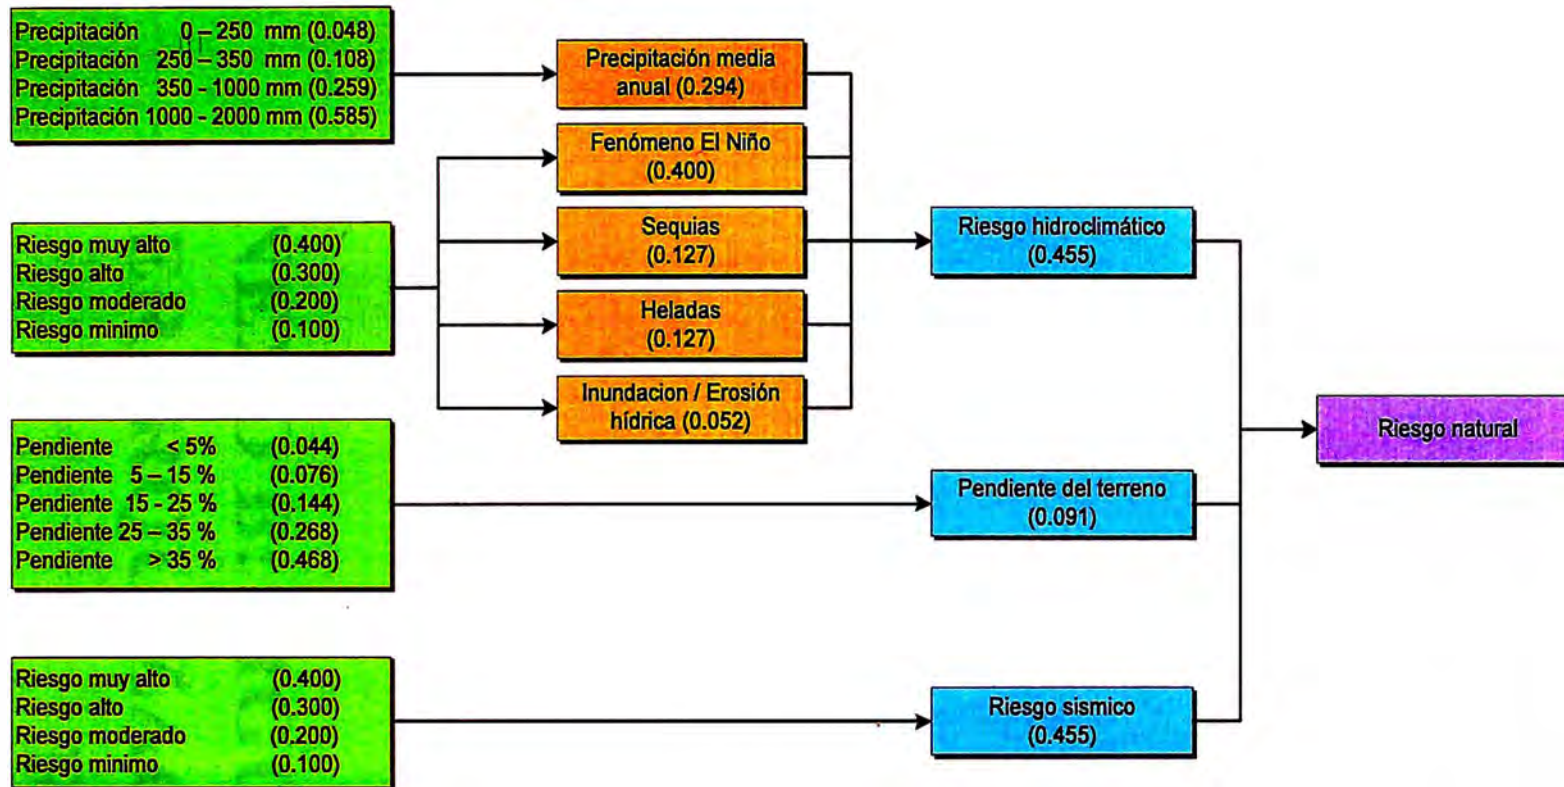 Precipitación 0 – 250 mm (0.048)
Precipitación 250 – 350 mm (0.108)
Precipitación 350 - 1000 mm (0.259)
Precipitación 1000 - 2000 mm (0.585)
Precipitación media
anual (0.294)
Fenómeno El Niño
(0.400)
Riesgo muy alto (0.400)
Riesgo alto (0.300)
Riesgo moderado (0.200)
Riesgo minimo (0.100)
Sequias
(0.127)
Heladas
(0.127)
Inundacion / Erosión
hídrica (0.052)
Riesgo hidroclimático
(0.455)
Pendiente < 5% (0.044)
Pendiente 5 – 15 % (0.076)
Pendiente 15 - 25 % (0.144)
Pendiente 25 – 35 % (0.268)
Pendiente > 35 % (0.468)
Pendiente del terreno
(0.091)
Riesgo natural
Riesgo muy alto (0.400)
Riesgo alto (0.300)
Riesgo moderado (0.200)
Riesgo minimo (0.100)
Riesgo sismico
(0.455)